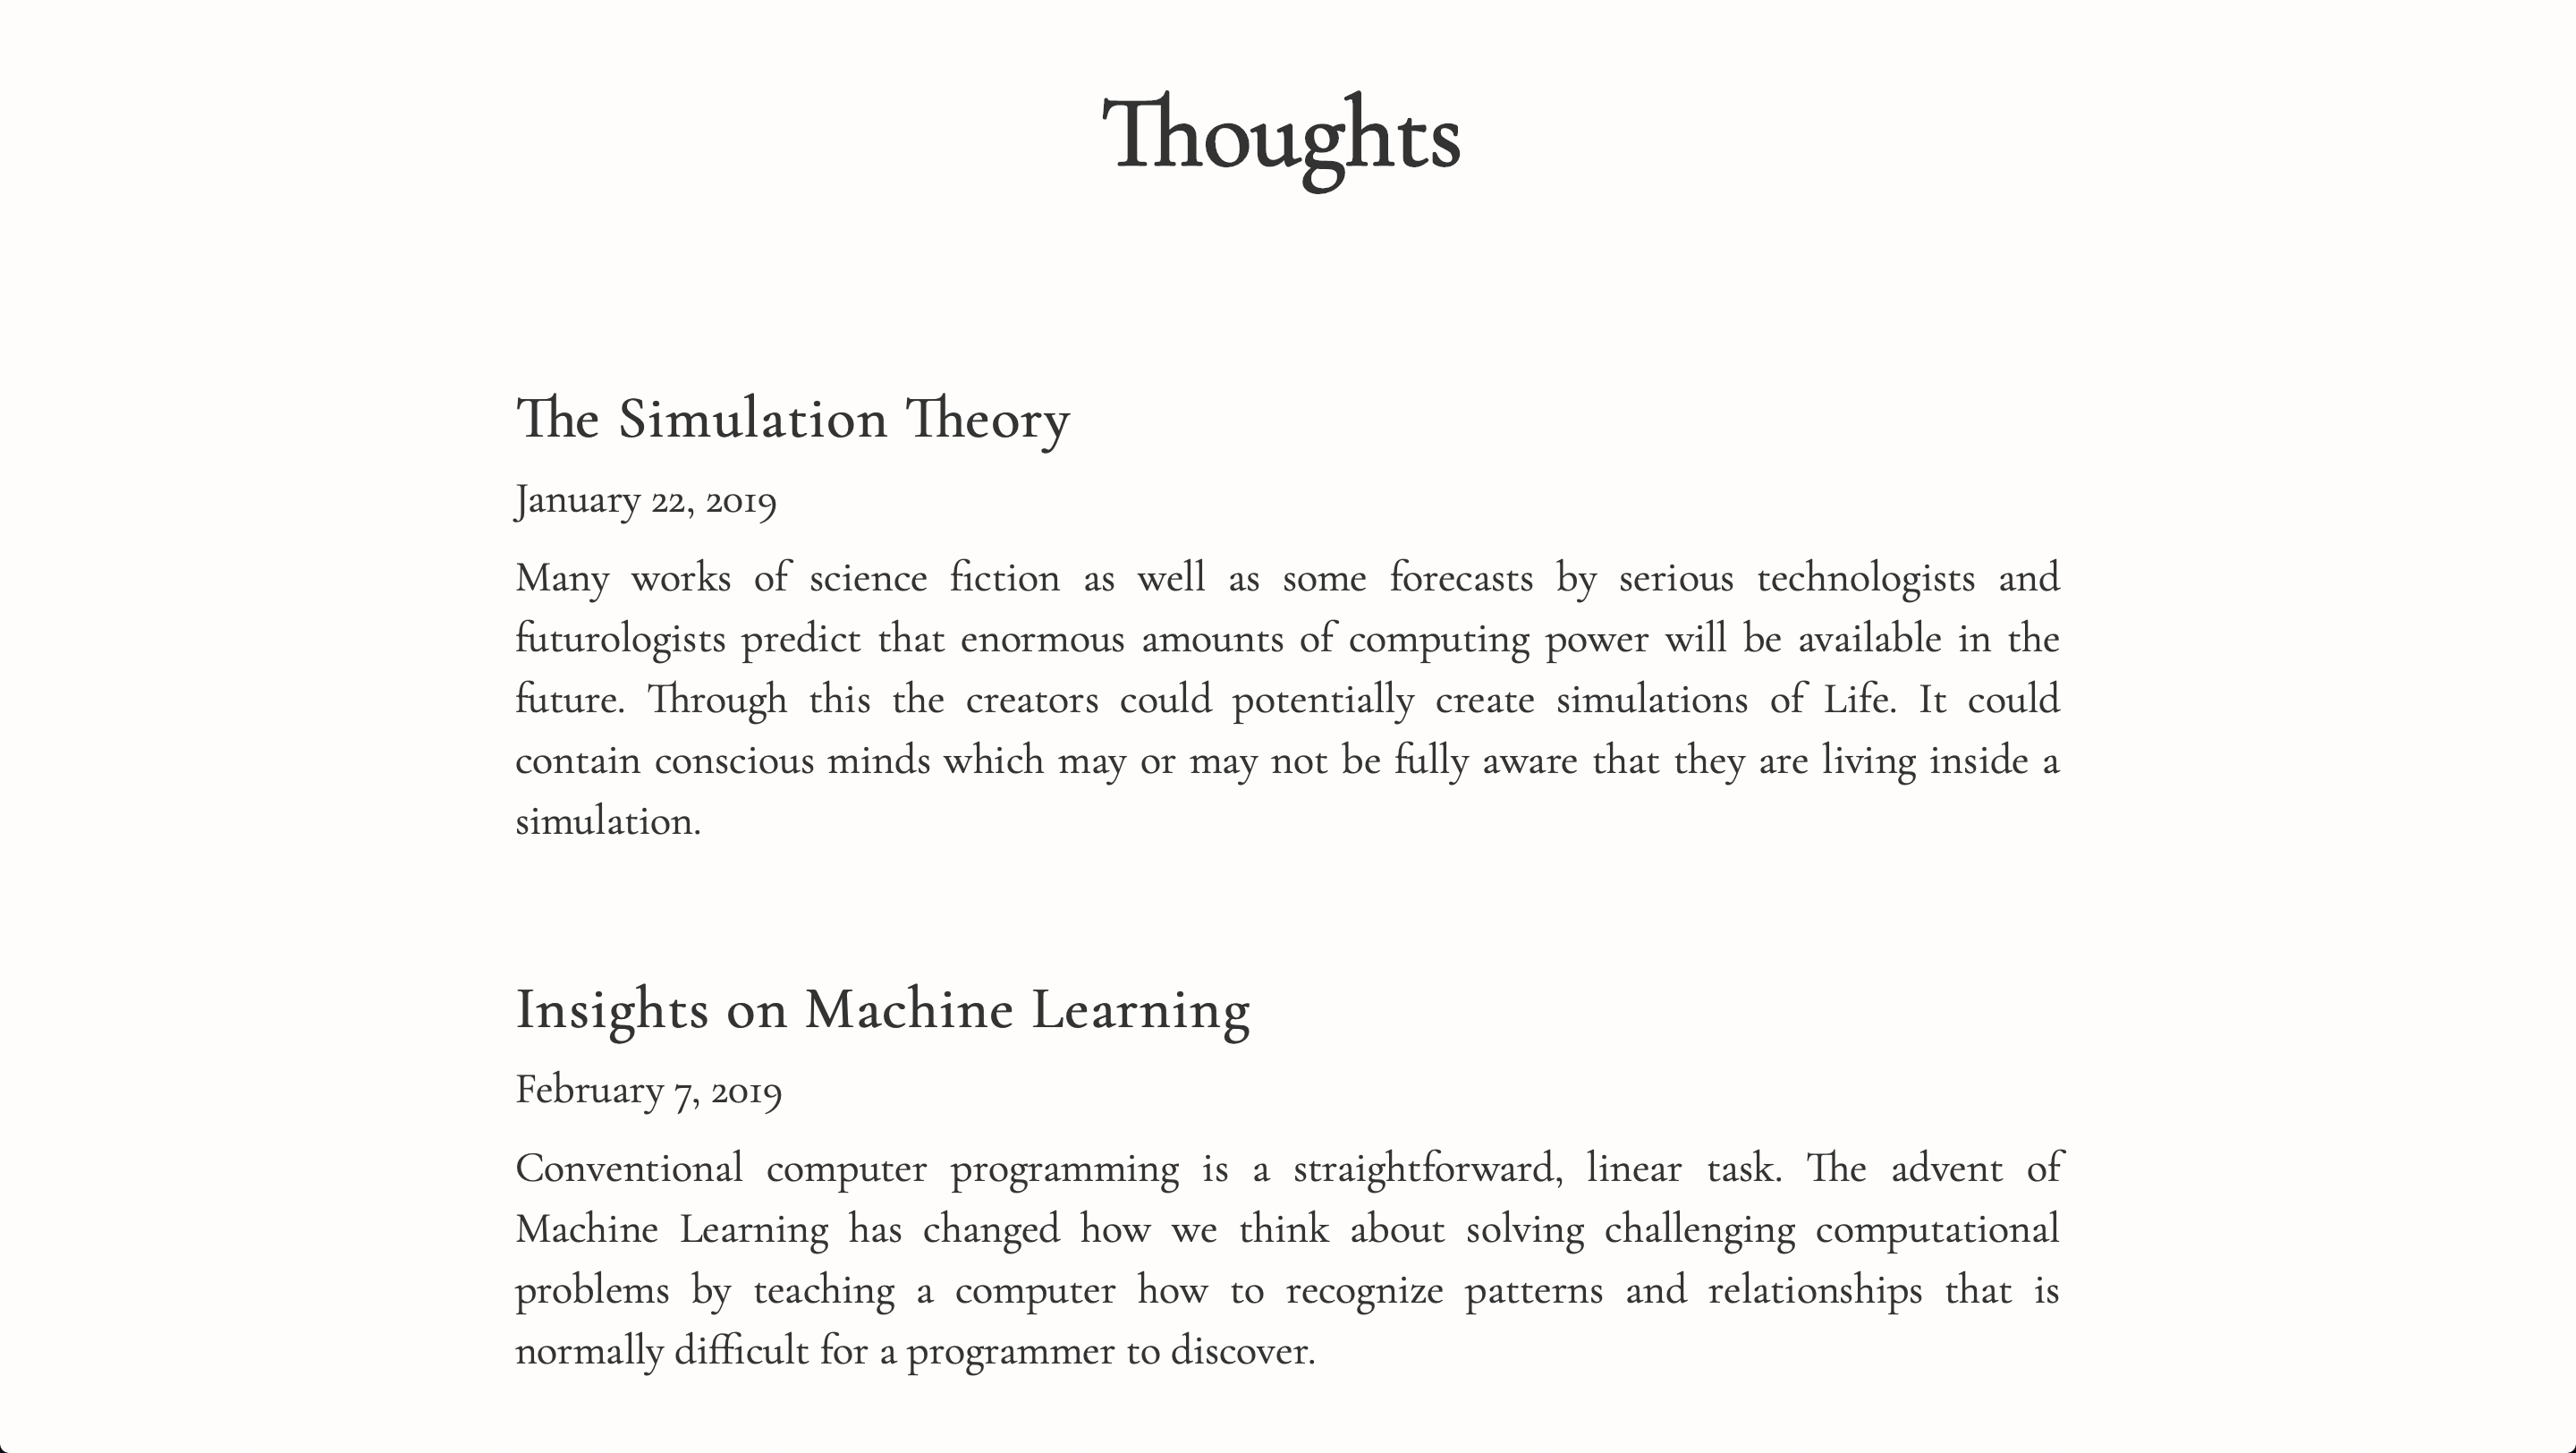 Thoughts
The Simulation Theory
January 22, 2019
Many works of science fiction as well as some forecasts by serious technologists and
futurologists predict that enormous amounts of computing power will be available in the
future. Through this the creators could potentially create simulations of Life. It could
contain conscious minds which may or may not be fully aware that they are living inside a
simulation.
Insights on Machine Learning
February 7, 2019
Conventional computer programming is a straightforward, linear task. The advent of
Machine Learning has changed how we think about solving challenging computational
problems by teaching a computer how to recognize patterns and relationships that is
normally difficult for a programmer to discover.